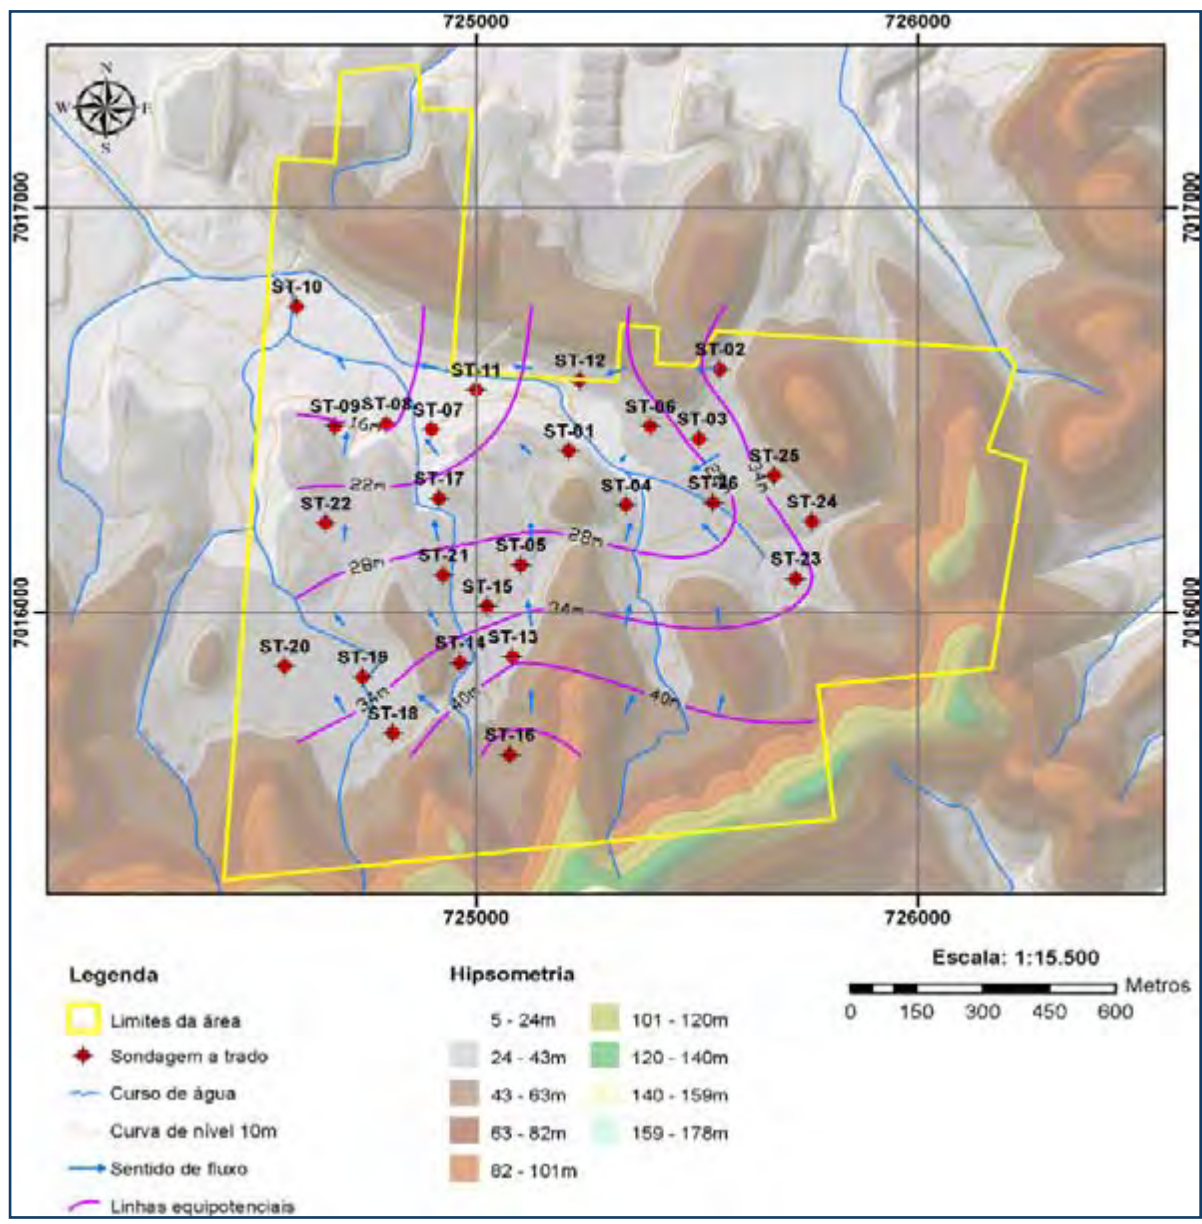 725000 726000
N
W E
S
7017000 7017000
ST-10
ST-02
ST-12
ST-11
ST-09 ST-08 ST-07 ST-06 ST-03
16m
ST-01
ST-25
34m
22m ST-17 ST-04 ST-26
ST-22 ST-24
28m
28m ST-21 ST-05 ST-23
ST-15
7016000 34m 7016000
ST-20 ST-19 ST-14 ST-13
34m 40m 40m
ST-18
ST-16
725000 726000
Legenda
Limites da área
Sondagem a trado
Curso de água
Curva de nível 10m
Sentido de fluxo
Linhas equipotenciais
Hipsometria
5 - 24m
24 - 43m
43 - 63m
63 - 82m
82 - 101m
101 - 120m
120 - 140m
140 - 159m
159 - 178m
Escala: 1:15.500
Metros
0 150 300 450 600